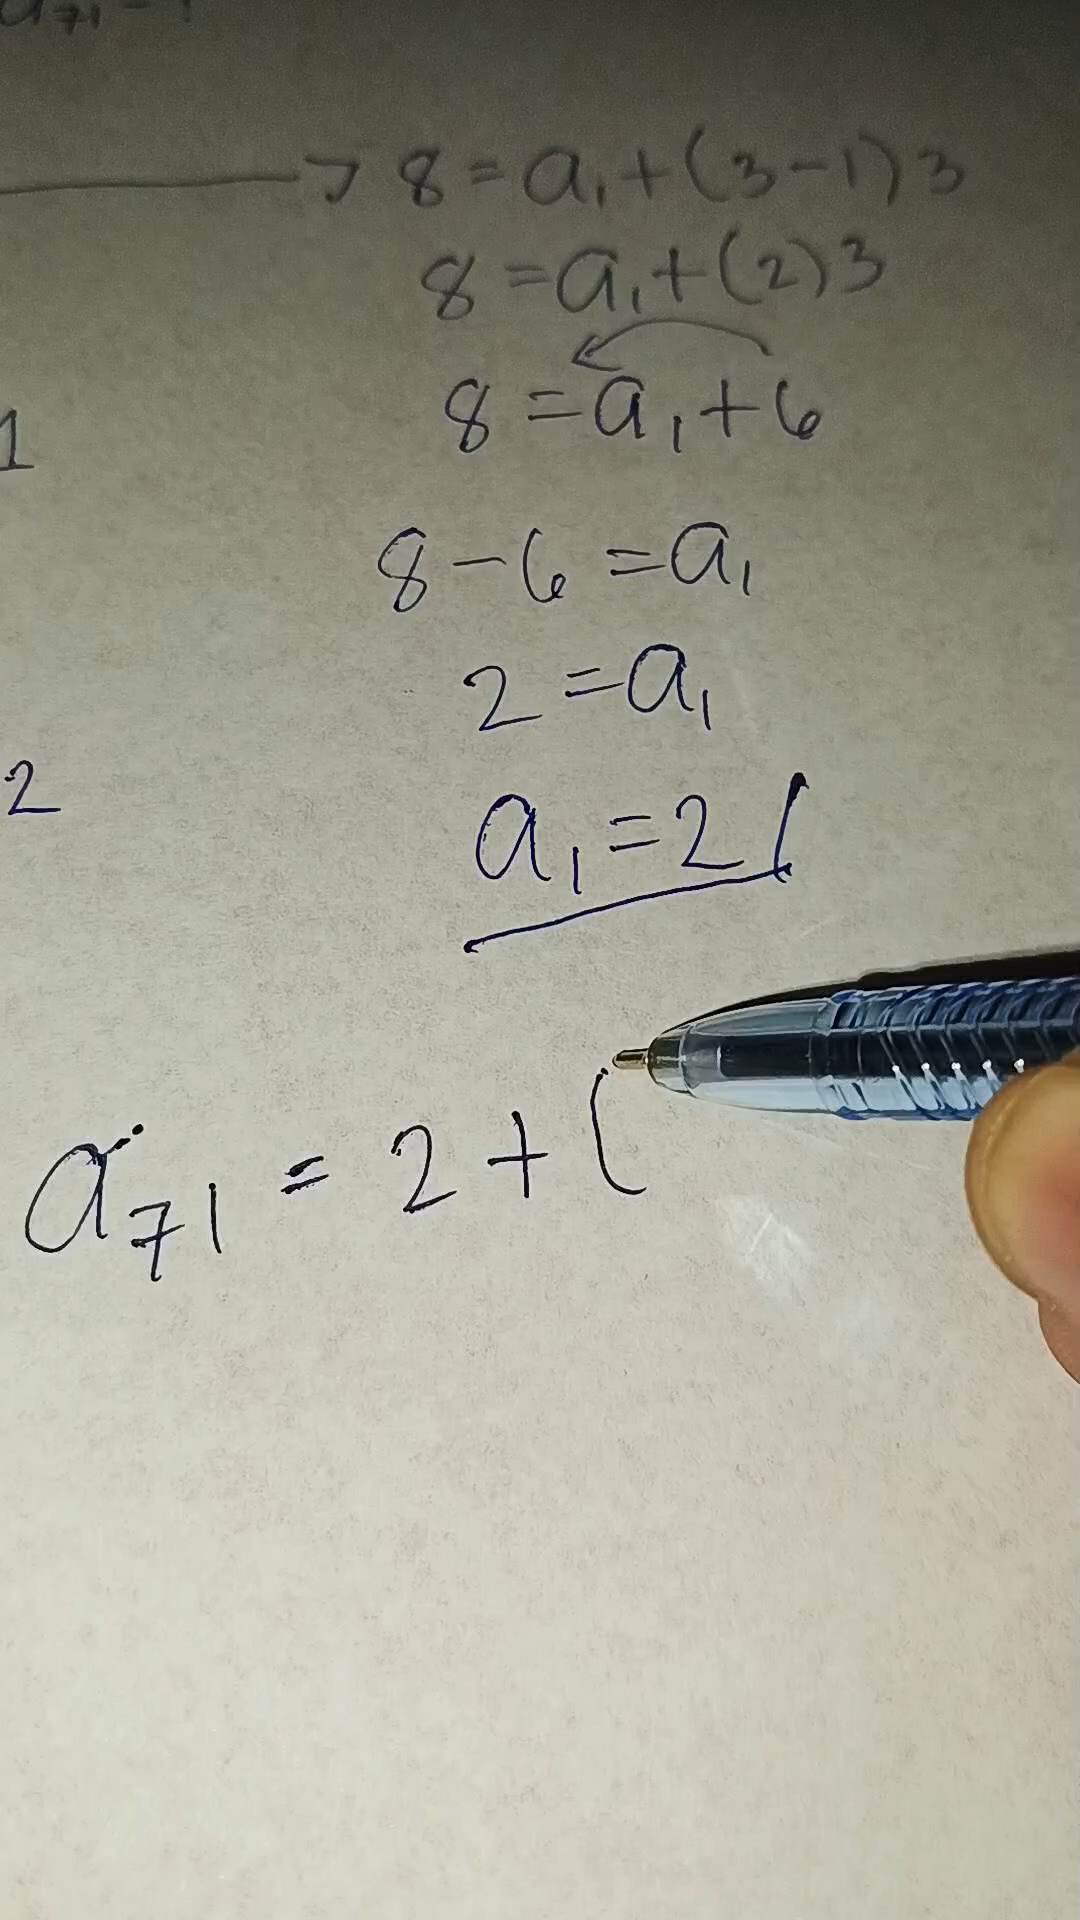 a₇₁ =
8 = a₁ + (3-1)3
8 = a₁ + (2)3
8 = a₁ + 6
1
8 - 6 = a₁
2 = a₁
2
a₁ = 2
a₇₁ = 2 + (